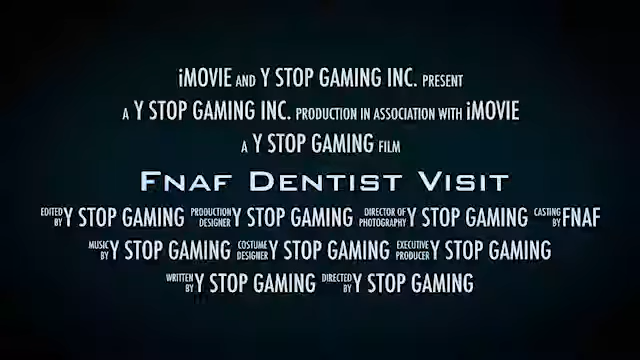 iMOVIE AND Y STOP GAMING INC. PRESENT
A Y STOP GAMING INC. PRODUCTION IN ASSOCIATION WITH iMOVIE
A Y STOP GAMING FILM
FNAF DENTIST VISIT
EDITED BY Y STOP GAMING PRODUCTION DESIGNER Y STOP GAMING DIRECTOR OF PHOTOGRAPHY Y STOP GAMING CASTING BY FNAF
MUSIC BY Y STOP GAMING COSTUME DESIGNER Y STOP GAMING EXECUTIVE PRODUCER Y STOP GAMING
WRITTEN BY Y STOP GAMING DIRECTED BY Y STOP GAMING